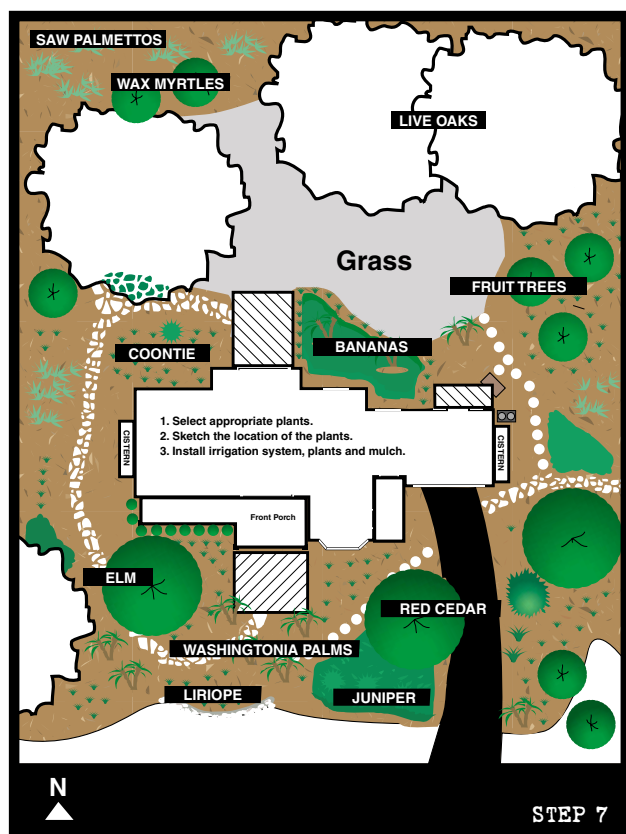 SAW PALMETTOS
WAX MYRTLES
LIVE OAKS
Grass
FRUIT TREES
COONTIE
BANANAS
1. Select appropriate plants.
2. Sketch the location of the plants.
3. Install irrigation system, plants and mulch.
CISTERN
CISTERN
Front Porch
ELM
RED CEDAR
WASHINGTONIA PALMS
LIRIOPE
JUNIPER
N
STEP 7